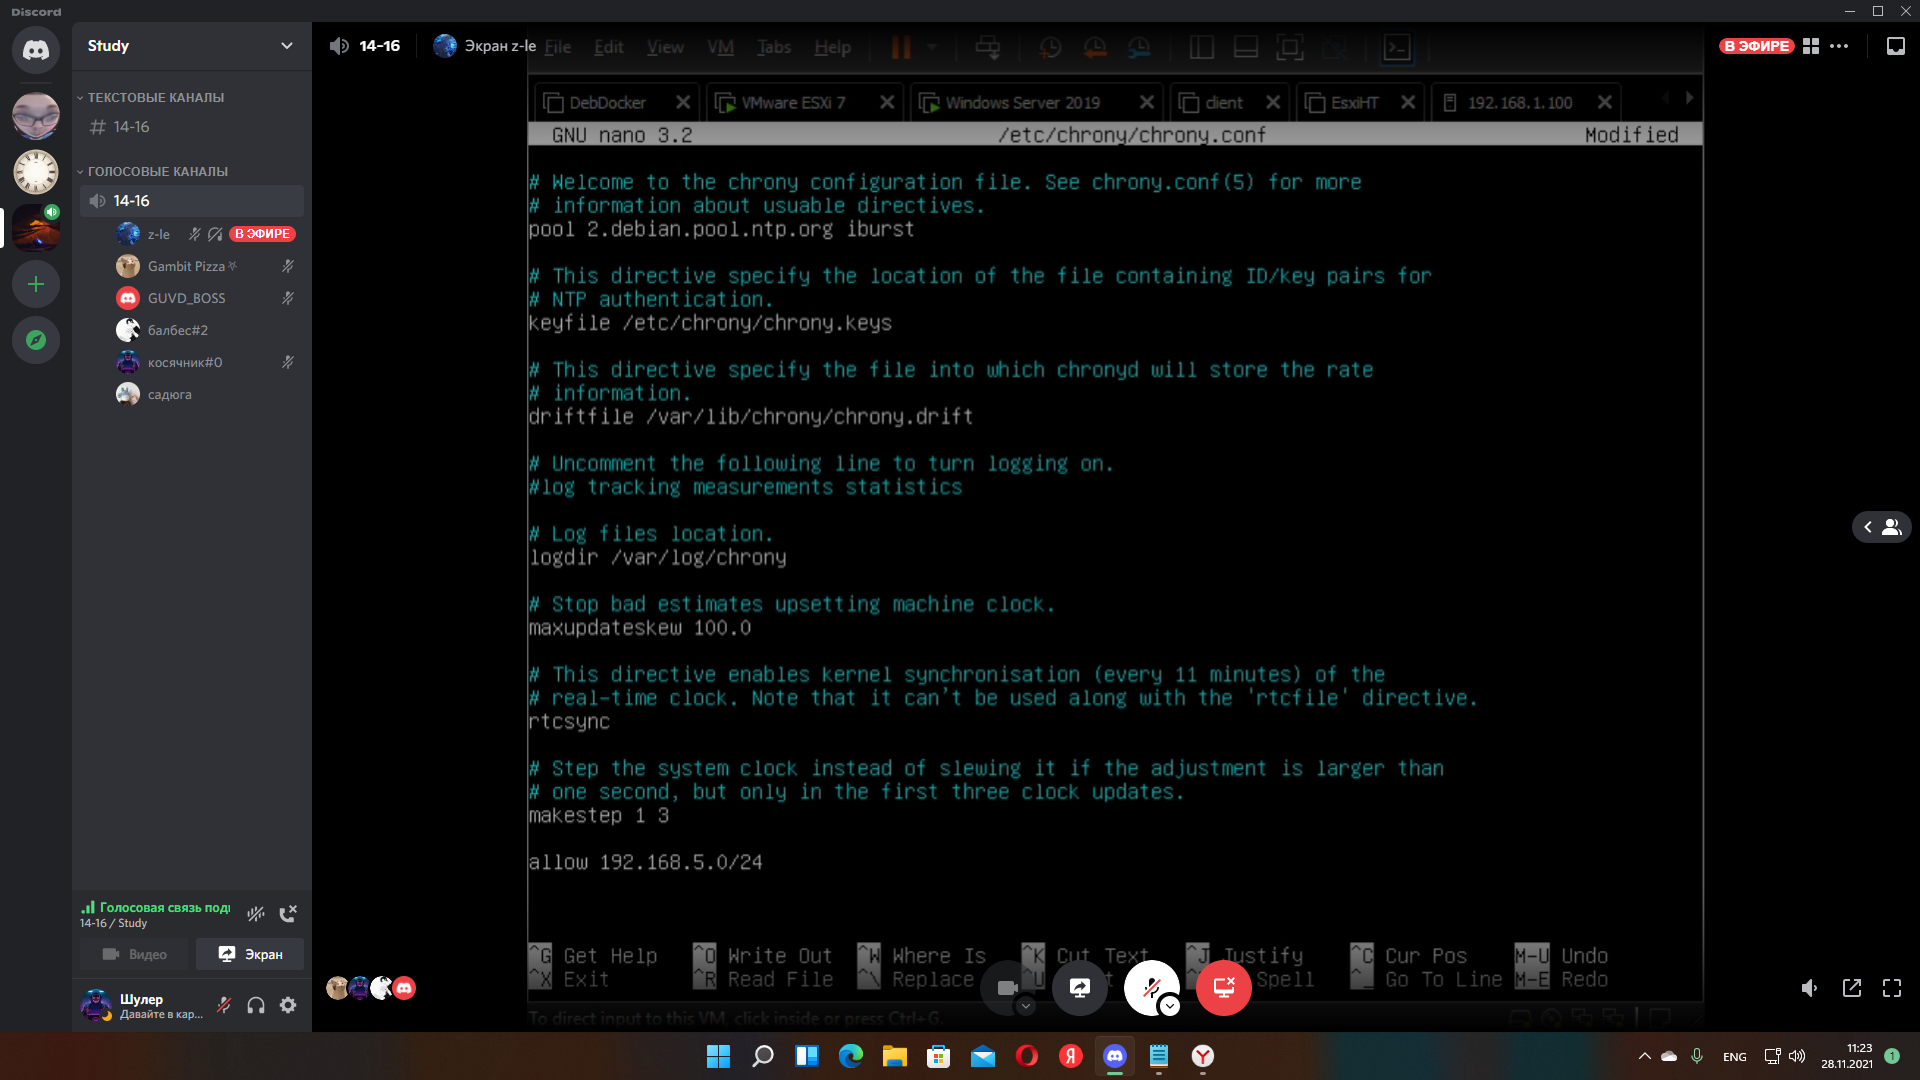 Discord
Study
ТЕКСТОВЫЕ КАНАЛЫ
14-16
ГОЛОСОВЫЕ КАНАЛЫ
14-16
z-le В ЭФИРЕ
Gambit Pizza
GUVD_BOSS
балбес#2
косячник#0
садюга
Голосовая связь под
14-16 / Study
Видео
Экран
Шулер
Давайте в кар...
14-16
Экран z-le
File Edit View VM Tabs Help
В ЭФИРЕ
DebDocker
VMware ESXi 7
Windows Server 2019
client
EsxiHT
192.168.1.100
GNU nano 3.2 /etc/chrony/chrony.conf Modified
# Welcome to the chrony configuration file. See chrony.conf(5) for more
# information about usuable directives.
pool 2.debian.pool.ntp.org iburst
# This directive specify the location of the file containing ID/key pairs for
# NTP authentication.
keyfile /etc/chrony/chrony.keys
# This directive specify the file into which chronyd will store the rate
# information.
driftfile /var/lib/chrony/chrony.drift
# Uncomment the following line to turn logging on.
#log tracking measurements statistics
# Log files location.
logdir /var/log/chrony
# Stop bad estimates upsetting machine clock.
maxupdateskew 100.0
# This directive enables kernel synchronisation (every 11 minutes) of the
# real-time clock. Note that it can't be used along with the 'rtcfile' directive.
rtcsync
# Step the system clock instead of slewing it if the adjustment is larger than
# one second, but only in the first three clock updates.
makestep 1 3
allow 192.168.5.0/24
^G Get Help ^O Write Out ^W Where Is ^K Cut Text ^J Justify ^C Cur Pos M-U Undo
^X Exit ^R Read File ^\ Replace ^U Spell ^_ Go To Line M-E Redo
To direct input to this VM, click inside or press Ctrl+G.
ENG
11:23
28.11.2021
1